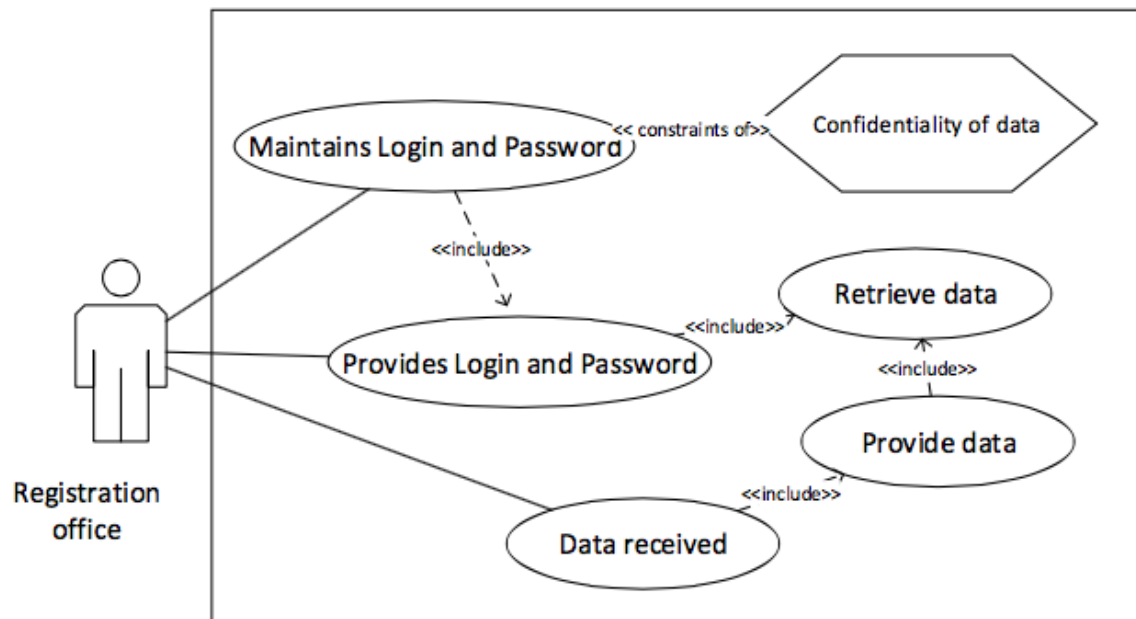 Maintains Login and Password
<< constraints of>>
Confidentiality of data
<<include>>
Retrieve data
<<include>>
Provides Login and Password
<<include>>
Provide data
<<include>>
Data received
Registration
office